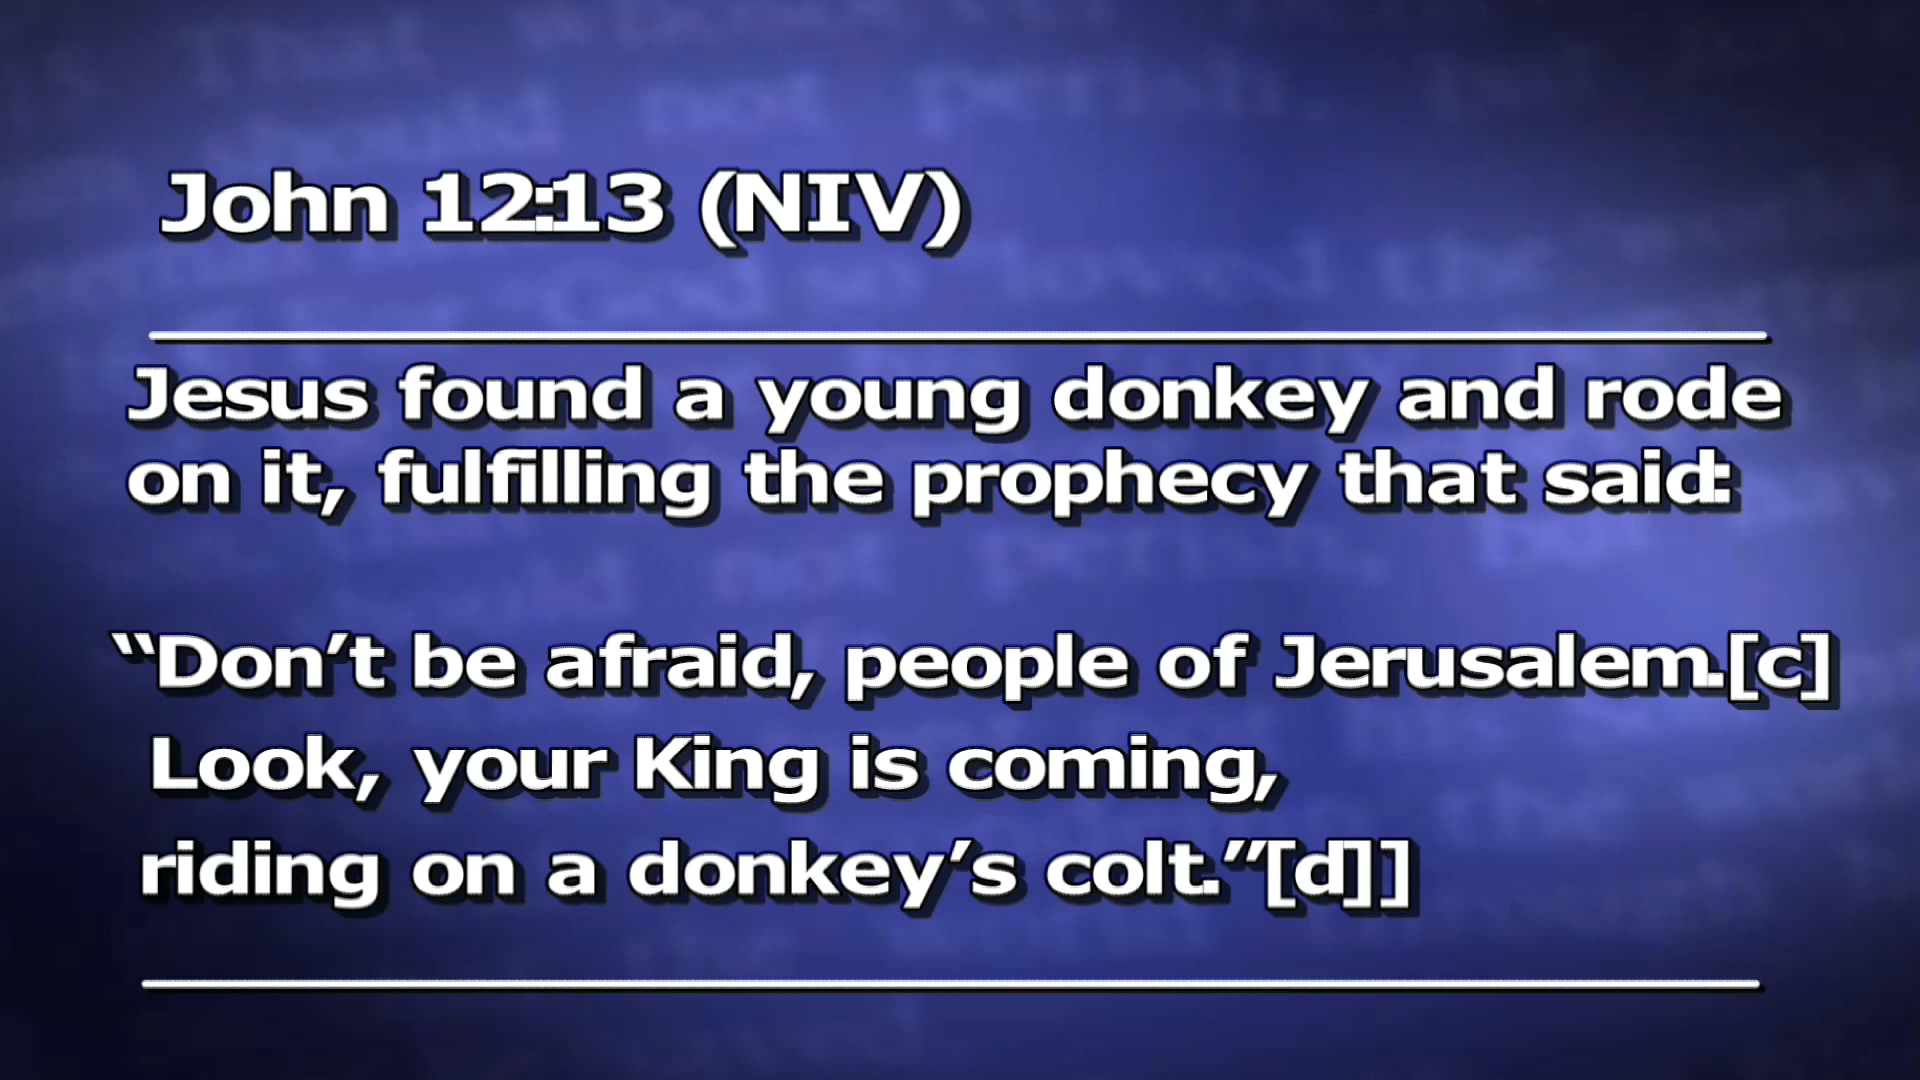 John 12:13 (NIV)
Jesus found a young donkey and rode
on it, fulfilling the prophecy that said:
“Don’t be afraid, people of Jerusalem.[c]
Look, your King is coming,
riding on a donkey’s colt.”[d]]